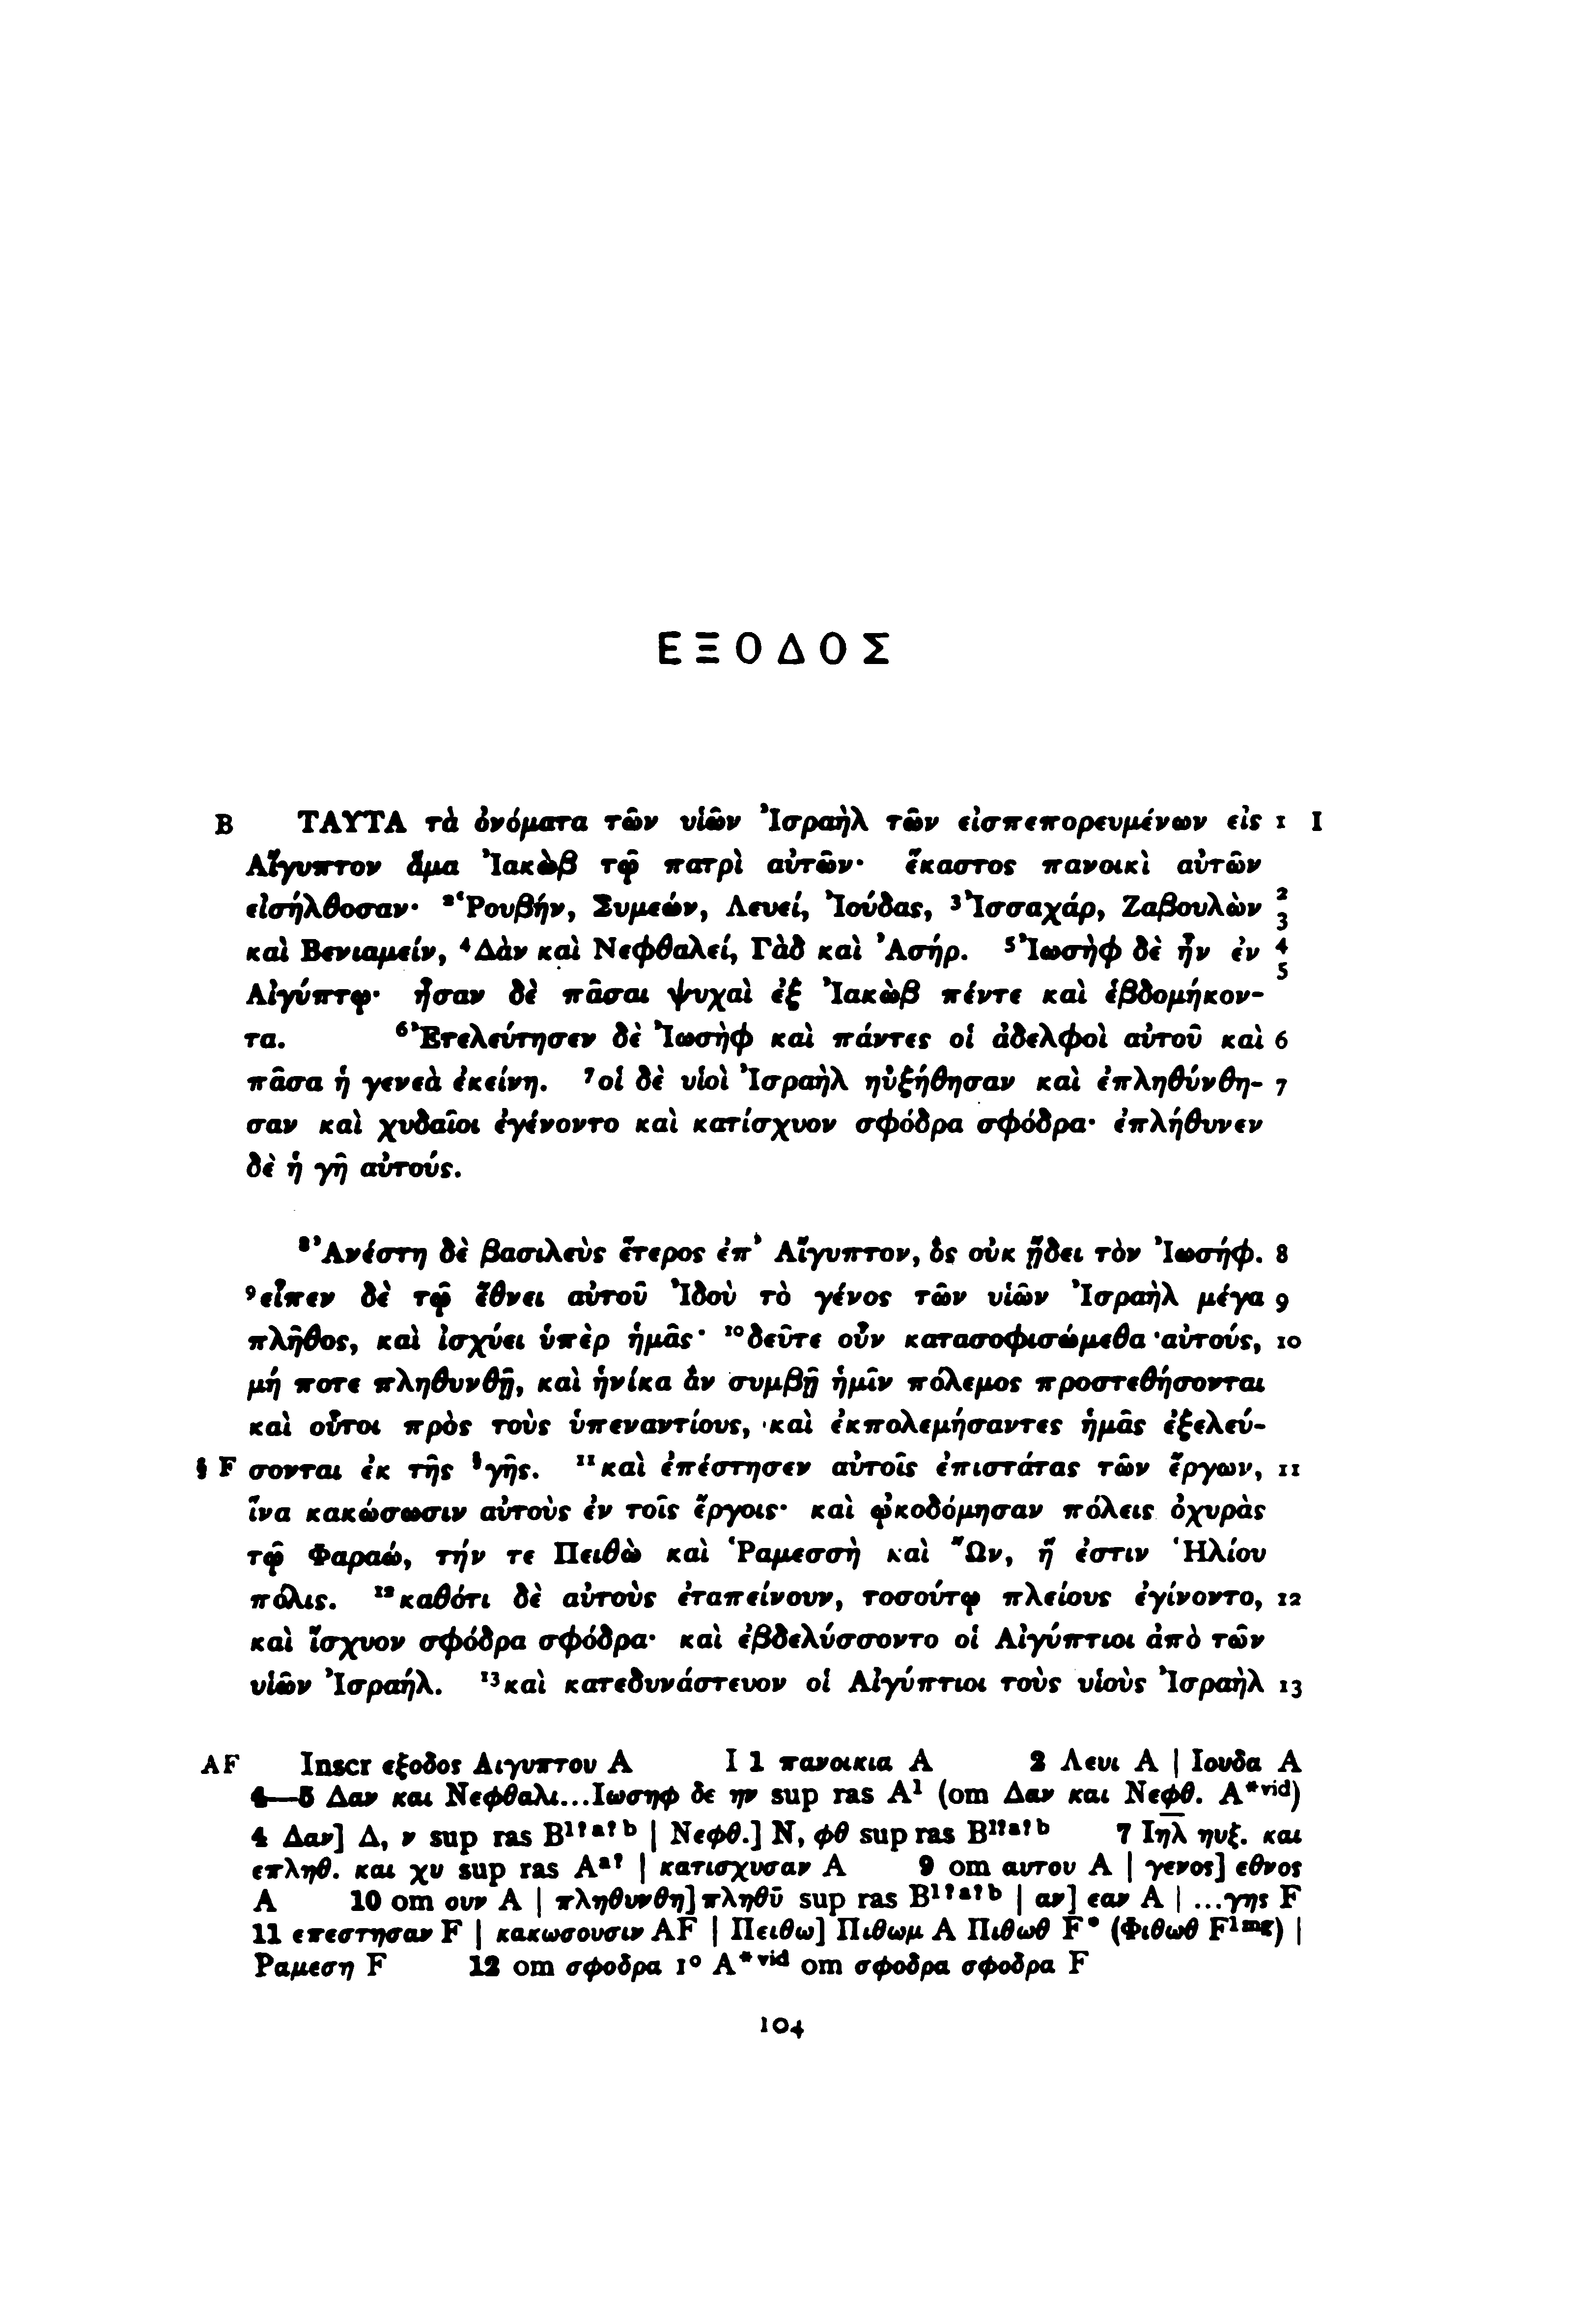 ΕΞΟΔΟΣ
B ΤΑΥΤΑ τὰ ὀνόματα τῶν υἱῶν Ἰσραὴλ τῶν εἰσπεπορευμένων εἰς 1 I
Αἴγυπτον ἅμα Ἰακὼβ τῷ πατρὶ αὐτῶν· ἕκαστος πανοικὶ αὐτῶν
εἰσήλθοσαν· ²Ῥουβήν, Συμεών, Λευεί, Ἰούδας, ³Ἰσσαχάρ, Ζαβουλὼν 2 3
καὶ Βενιαμείν, ⁴Δὰν καὶ Νεφθαλεί, Γὰδ καὶ Ἀσήρ. ⁵Ἰωσὴφ δὲ ἦν ἐν 4 5
Αἰγύπτῳ· ἦσαν δὲ πᾶσαι ψυχαὶ ἐξ Ἰακὼβ πέντε καὶ ἑβδομήκον-
τα. ⁶Ἐτελεύτησεν δὲ Ἰωσὴφ καὶ πάντες οἱ ἀδελφοὶ αὐτοῦ καὶ 6
πᾶσα ἡ γενεὰ ἐκείνη. ⁷οἱ δὲ υἱοὶ Ἰσραὴλ ηὐξήθησαν καὶ ἐπληθύνθη- 7
σαν καὶ χυδαῖοι ἐγένοντο καὶ κατίσχυον σφόδρα σφόδρα· ἐπλήθυνεν
δὲ ἡ γῆ αὐτούς.
⁸Ἀνέστη δὲ βασιλεὺς ἕτερος ἐπ᾽ Αἴγυπτον, ὃς οὐκ ᾔδει τὸν Ἰωσήφ. 8
⁹εἶπεν δὲ τῷ ἔθνει αὐτοῦ Ἰδοὺ τὸ γένος τῶν υἱῶν Ἰσραὴλ μέγα 9
πλῆθος, καὶ ἰσχύει ὑπὲρ ἡμᾶς· ¹⁰δεῦτε οὖν κατασοφισώμεθα αὐτούς, 10
μή ποτε πληθυνθῇ, καὶ ἡνίκα ἂν συμβῇ ἡμῖν πόλεμος προστεθήσονται
καὶ οὗτοι πρὸς τοὺς ὑπεναντίους, καὶ ἐκπολεμήσαντες ἡμᾶς ἐξελεύ-
§ F σονται ἐκ τῆς §γῆς. ¹¹καὶ ἐπέστησεν αὐτοῖς ἐπιστάτας τῶν ἔργων, 11
ἵνα κακώσωσιν αὐτοὺς ἐν τοῖς ἔργοις· καὶ ᾠκοδόμησαν πόλεις ὀχυρὰς
τῷ Φαραώ, τήν τε Πειθὼ καὶ Ῥαμεσσὴ καὶ Ὤν, ἥ ἐστιν Ἡλίου
πόλις. ¹²καθότι δὲ αὐτοὺς ἐταπείνουν, τοσούτῳ πλείους ἐγίνοντο, 12
καὶ ἴσχυον σφόδρα σφόδρα· καὶ ἐβδελύσσοντο οἱ Αἰγύπτιοι ἀπὸ τῶν
υἱῶν Ἰσραήλ. ¹³καὶ κατεδυνάστευον οἱ Αἰγύπτιοι τοὺς υἱοὺς Ἰσραὴλ 13
AF Inscr εξοδος Αιγυπτου A I 1 πανοικια A 2 Λευι A | Ιουδα A
4—5 Δαν και Νεφθαλι...Ιωσηφ δε ην sup ras A¹ (om Δαν και Νεφθ. A*ᵛⁱᵈ)
4 Δαν] Δ, ν sup ras B¹ˀᵃˀᵇ | Νεφθ.] Ν, φθ sup ras B¹ˀᵃˀᵇ 7 Ιη̅λ̅ ηυξ. και
επληθ. και χυ sup ras Aᵃˀ | κατισχυσαν A 9 om αυτου A | γενος] εθνος
A 10 om ουν A | πληθυνθη] πληθῡ sup ras B¹ˀᵃˀᵇ | αν] εαν A | ...γης F
11 επεστησαν F | κακωσουσιν AF | Πειθω] Πιθωμ A Πιθωθ F* (Φιθωθ F¹ᵐᵍ) |
Ραμεση F 12 om σφοδρα 1° A*ᵛⁱᵈ om σφοδρα σφοδρα F
104